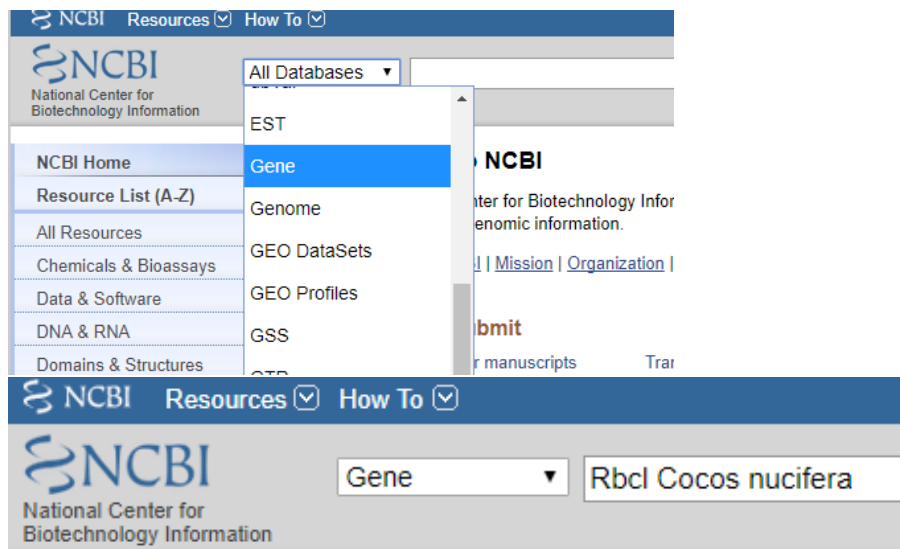 NCBI Resources How To
NCBI
National Center for
Biotechnology Information
All Databases
EST
Gene
Genome
GEO DataSets
GEO Profiles
GSS
NCBI Home
Resource List (A-Z)
All Resources
Chemicals & Bioassays
Data & Software
DNA & RNA
Domains & Structures
NCBI
ter for Biotechnology Infor
enomic information.
| Mission | Organization |
bmit
r manuscripts Tran
NCBI Resources How To
NCBI
National Center for
Biotechnology Information
Gene Rbcl Cocos nucifera